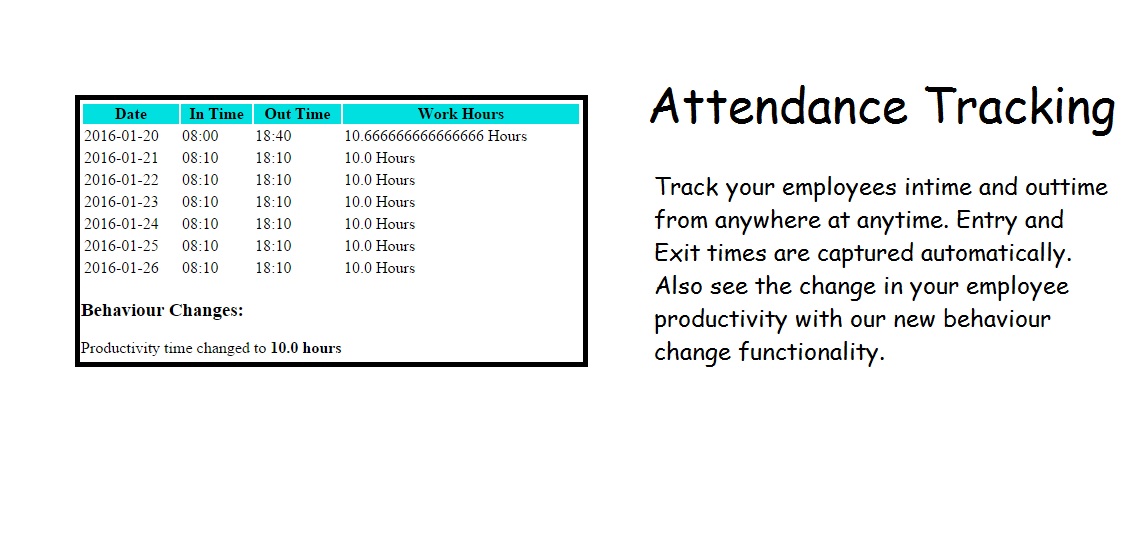 Date In Time Out Time Work Hours
2016-01-20 08:00 18:40 10.666666666666666 Hours
2016-01-21 08:10 18:10 10.0 Hours
2016-01-22 08:10 18:10 10.0 Hours
2016-01-23 08:10 18:10 10.0 Hours
2016-01-24 08:10 18:10 10.0 Hours
2016-01-25 08:10 18:10 10.0 Hours
2016-01-26 08:10 18:10 10.0 Hours
Behaviour Changes:
Productivity time changed to 10.0 hours
Attendance Tracking
Track your employees intime and outtime
from anywhere at anytime. Entry and
Exit times are captured automatically.
Also see the change in your employee
productivity with our new behaviour
change functionality.